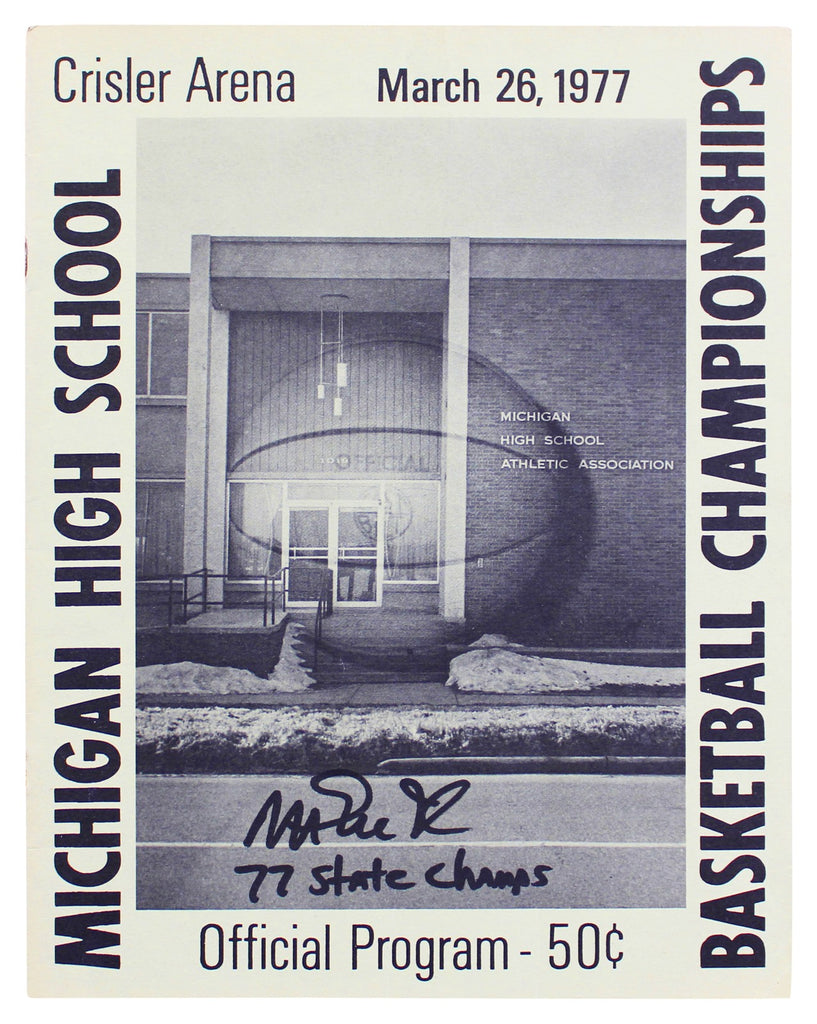 Crisler Arena
March 26, 1977
MICHIGAN HIGH SCHOOL
BASKETBALL CHAMPIONSHIPS
OFFICIAL
MICHIGAN
HIGH SCHOOL
ATHLETIC ASSOCIATION
77 State Champs
Official Program - 50¢